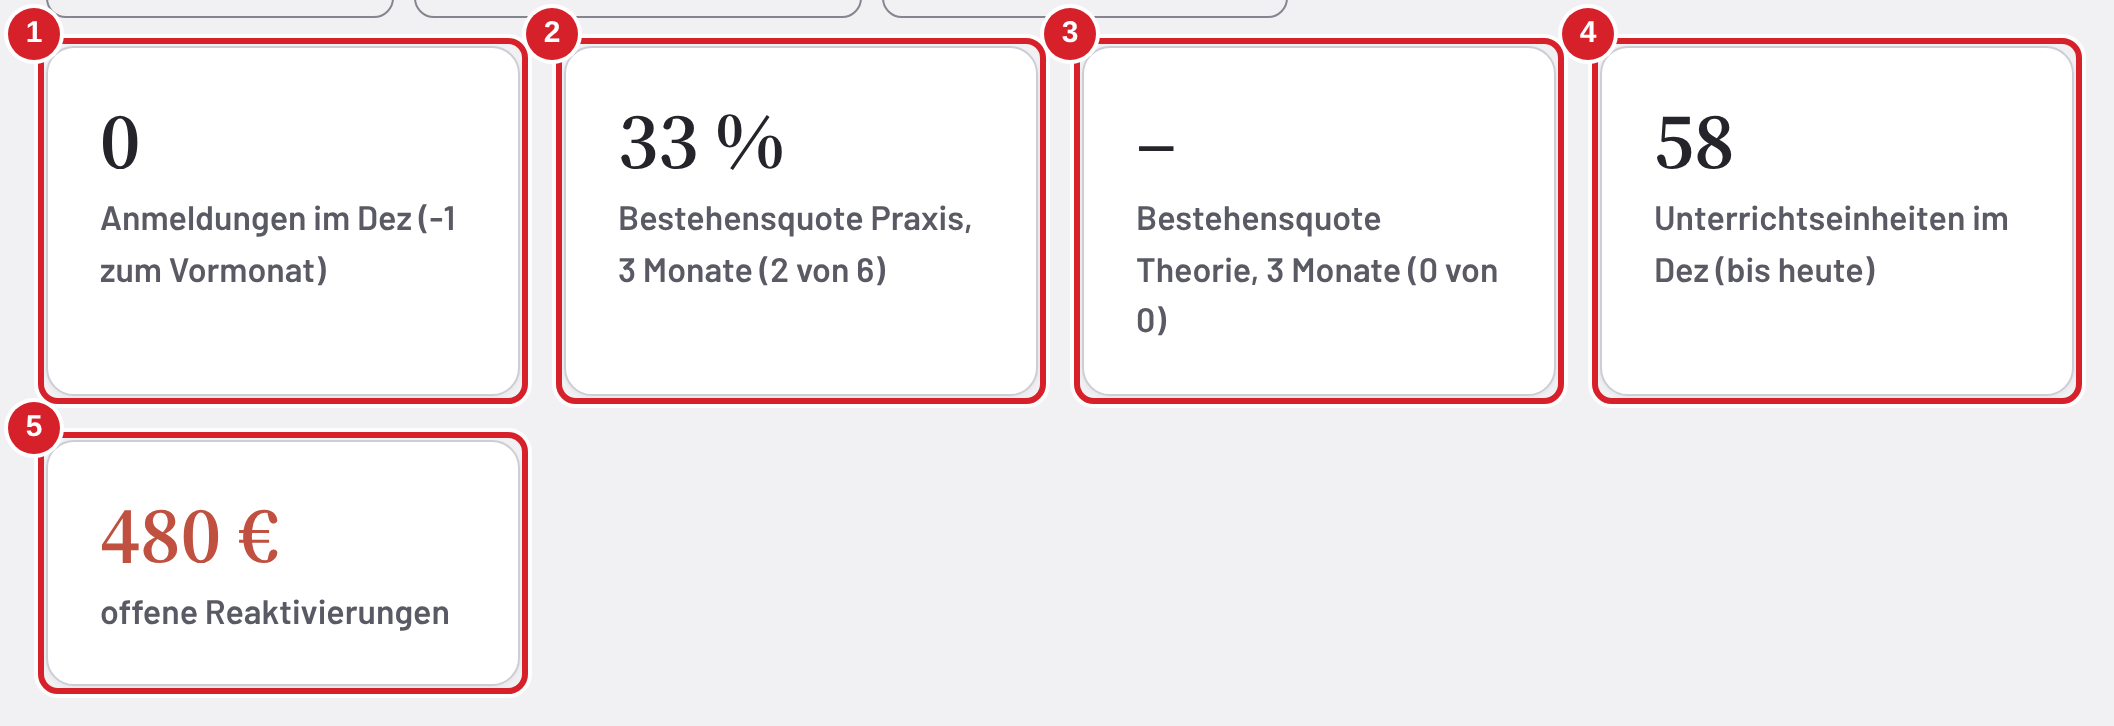 1
0
Anmeldungen im Dez (-1
zum Vormonat)
2
33 %
Bestehensquote Praxis,
3 Monate (2 von 6)
3
–
Bestehensquote
Theorie, 3 Monate (0 von
0)
4
58
Unterrichtseinheiten im
Dez (bis heute)
5
480 €
offene Reaktivierungen